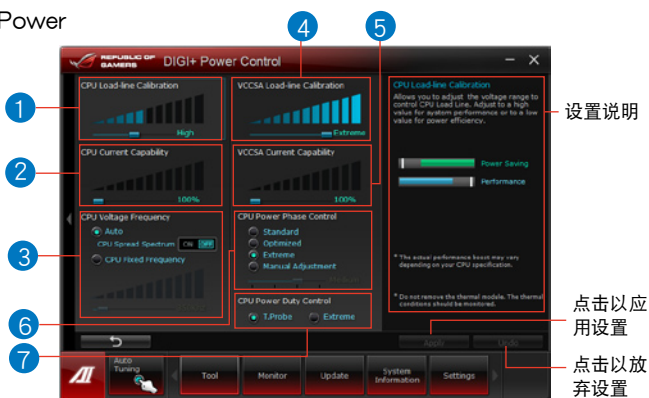 Power
4
5
REPUBLIC OF
GAMERS
DIGI+ Power Control
1
CPU Load-line Calibration
High
VCCSA Load-line Calibration
Extreme
CPU Load-line Calibration
Allows you to adjust the voltage range to
control CPU Load Line. Adjust to a high
value for system performance or to a low
value for power efficiency.
设置说明
2
CPU Current Capability
100%
VCCSA Current Capability
100%
Power Saving
Performance
3
CPU Voltage Frequency
Auto
CPU Spread Spectrum ON OFF
CPU Fixed Frequency
CPU Power Phase Control
Standard
Optimized
Extreme
Manual Adjustment
* The actual performance boost may vary
depending on your CPU specification.
* Do not remove the thermal module. The thermal
conditions should be monitored.
6
CPU Power Duty Control
T.Probe
Extreme
7
Apply
Undo
点击以应
用设置
Auto
Tuning
Tool
Monitor
Update
System
Information
Settings
点击以放
弃设置